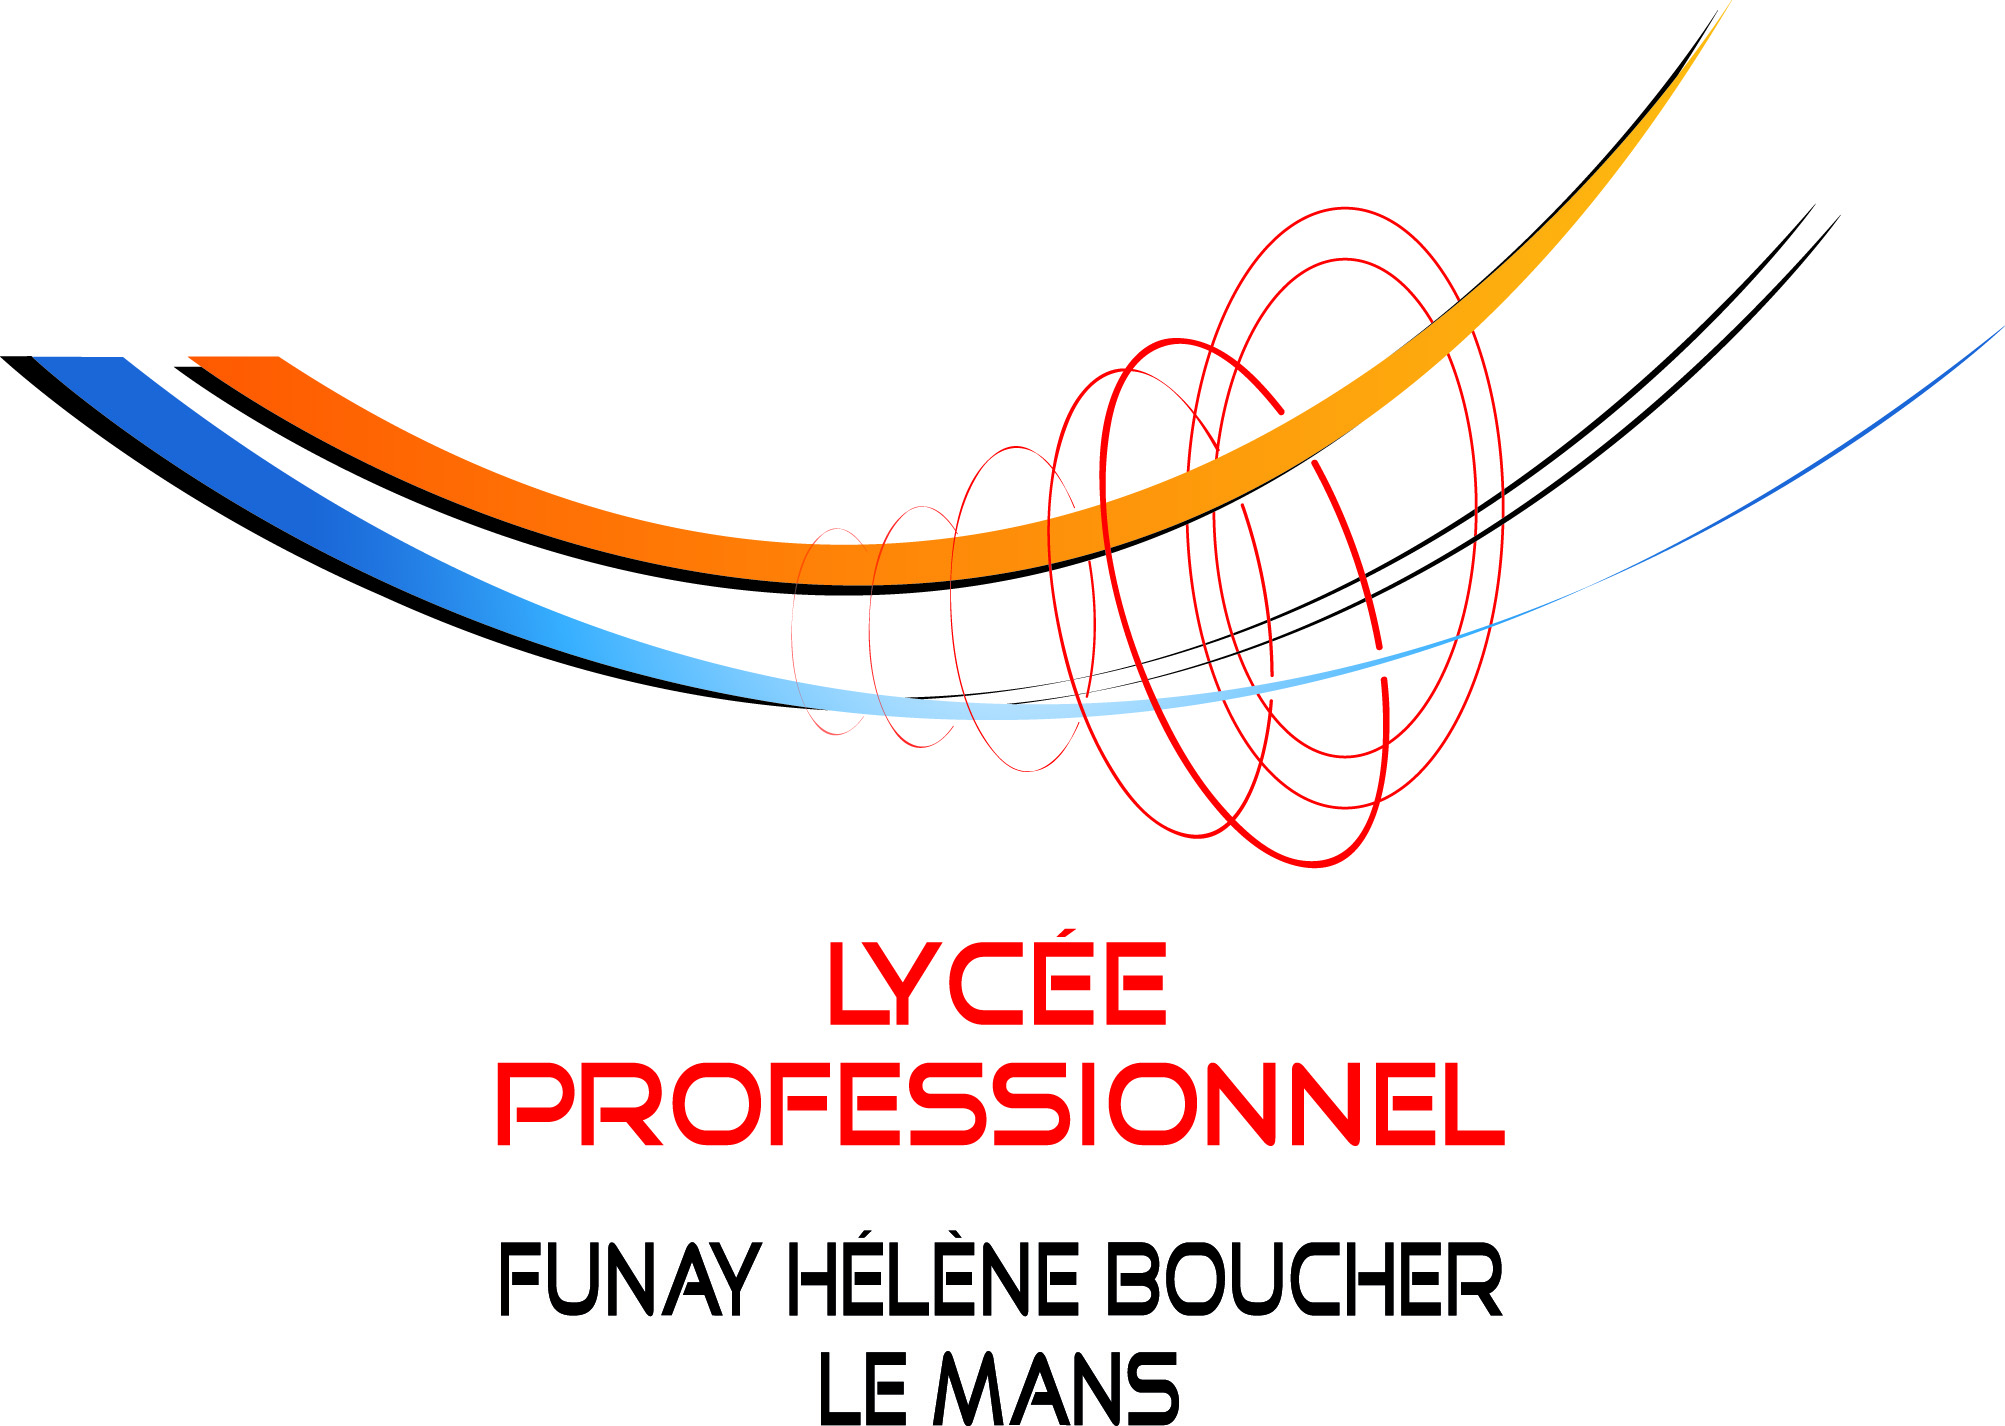 LYCÉE
PROFESSIONNEL
FUNAY HÉLÈNE BOUCHER
LE MANS